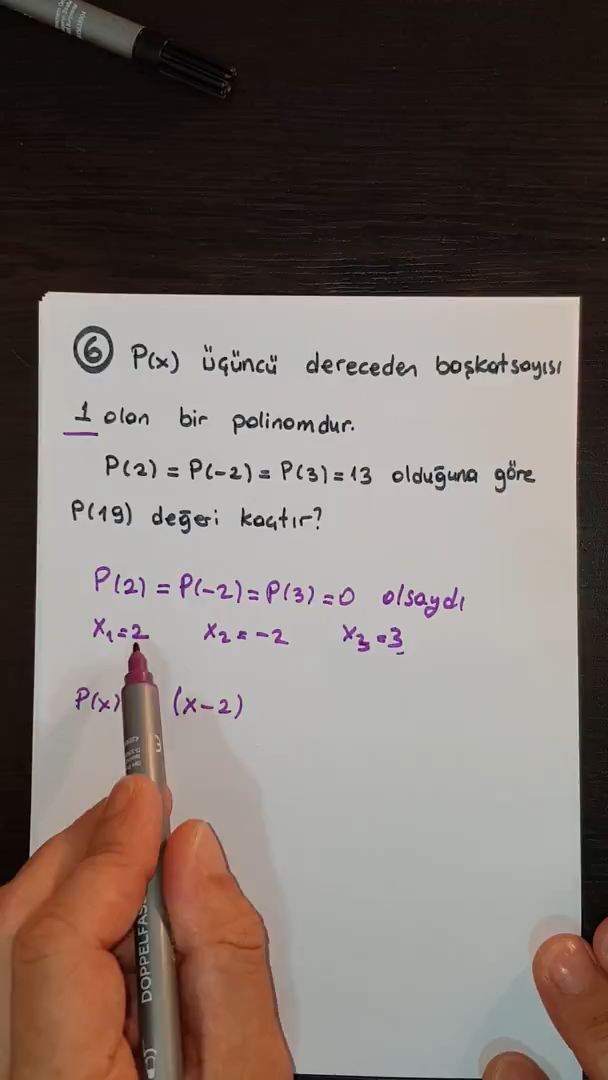 6 P(x) üçüncü dereceden başkatsayısı
1 olan bir polinomdur.
P(2) = P(-2) = P(3) = 13 olduğuna göre
P(19) değeri kaçtır?
P(2) = P(-2) = P(3) = 0 olsaydı
x₁ = 2 x₂ = -2 x₃ = 3
P(x) (x-2)
DOPPELFAS